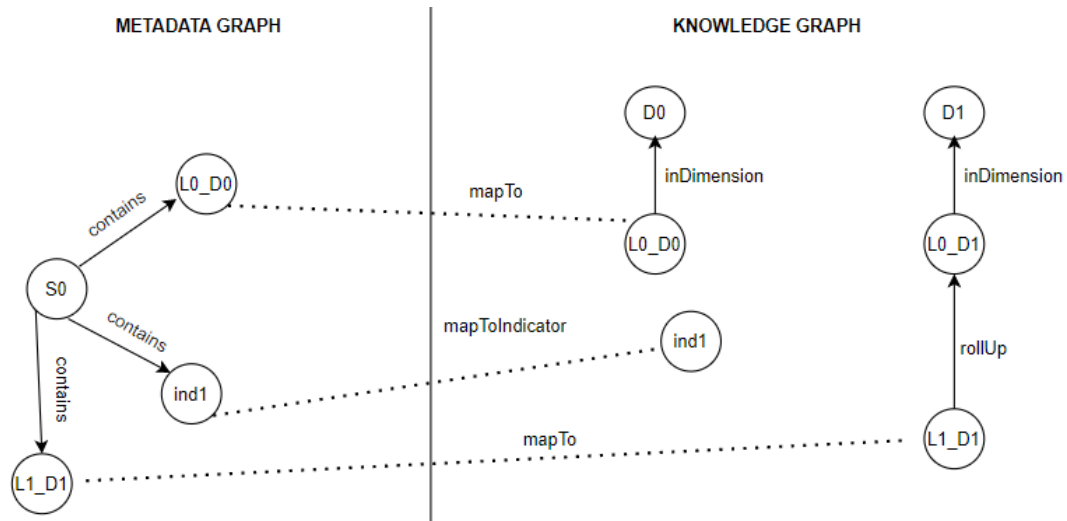 METADATA GRAPH
KNOWLEDGE GRAPH
D0
D1
L0_D0
mapTo
inDimension
inDimension
contains
L0_D0
L0_D1
S0
contains
mapToIndicator
ind1
rollUp
contains
ind1
mapTo
L1_D1
L1_D1